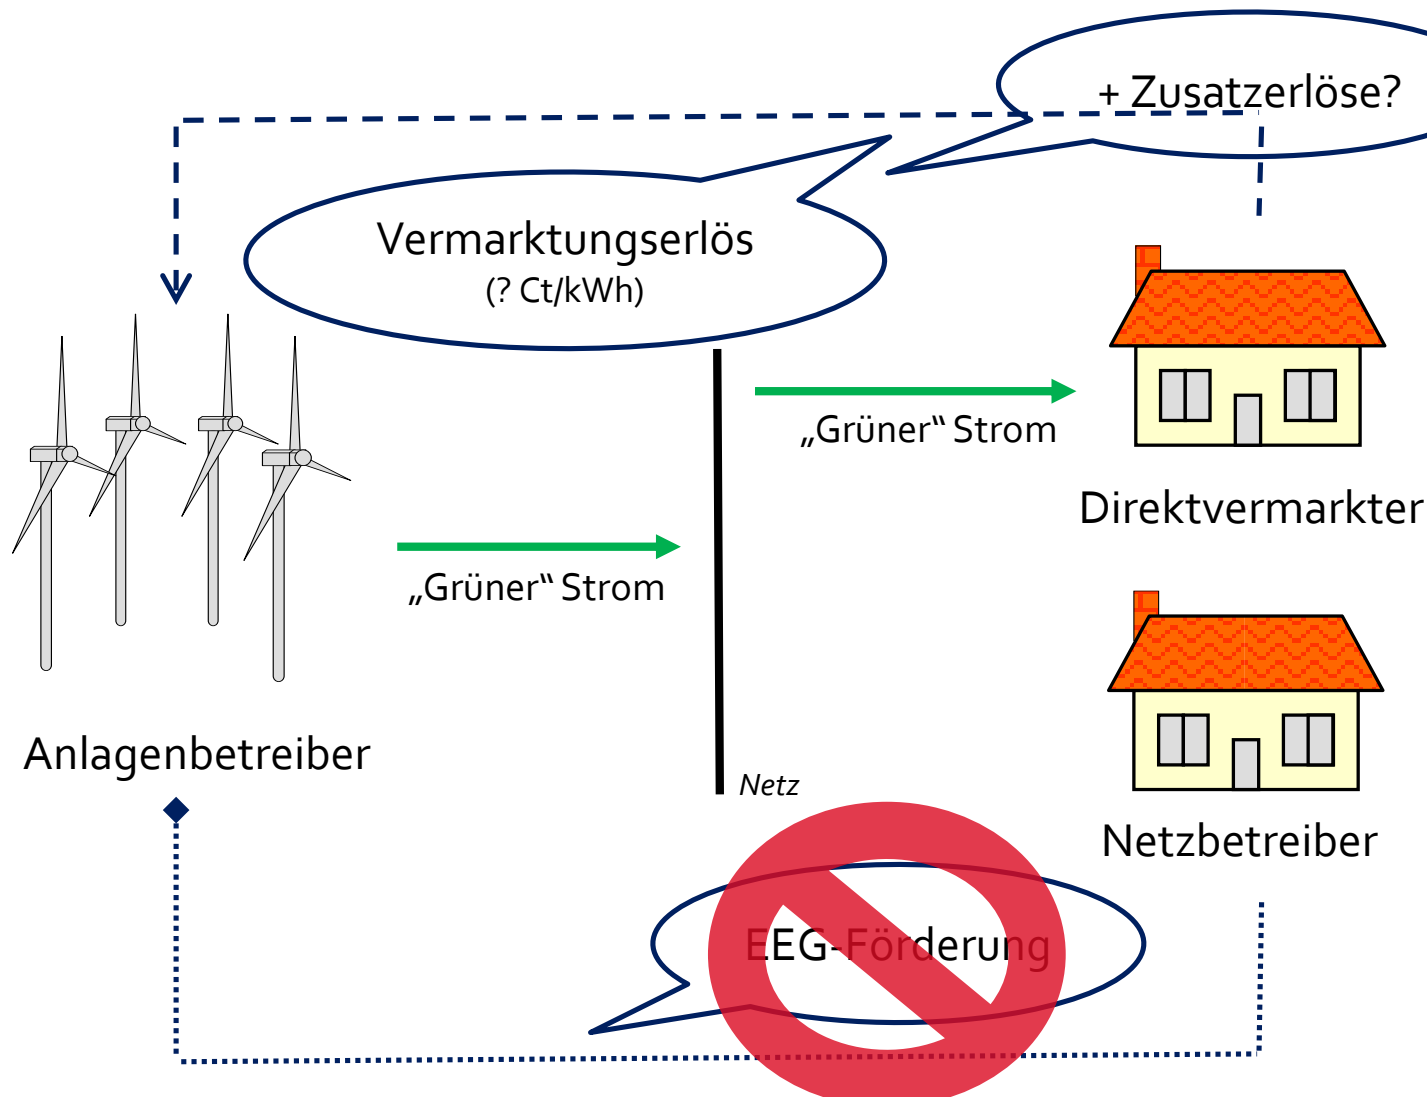 + Zusatzerlöse?
Vermarktungserlös
(? Ct/kWh)
„Grüner“ Strom
Direktvermarkter
„Grüner“ Strom
Anlagenbetreiber
Netz
Netzbetreiber
EEG-Förderung